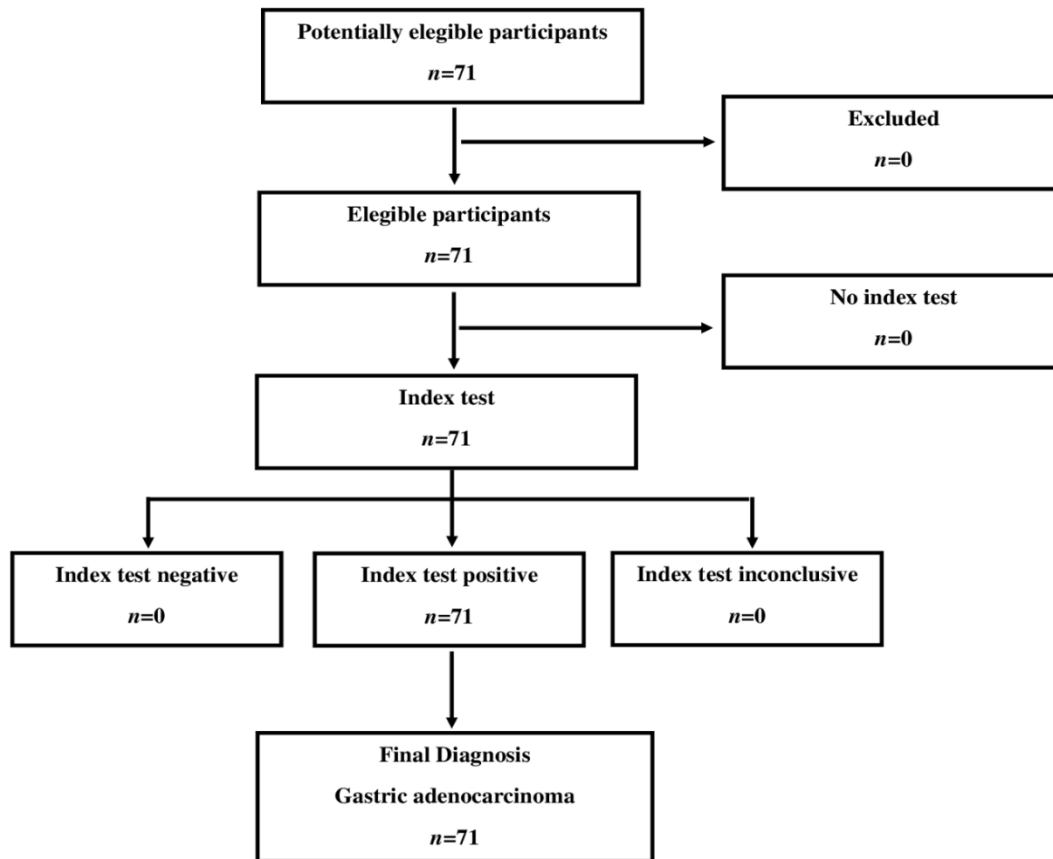 Potentially elegible participants
n=71
Excluded
n=0
Elegible participants
n=71
No index test
n=0
Index test
n=71
Index test negative
n=0
Index test positive
n=71
Index test inconclusive
n=0
Final Diagnosis
Gastric adenocarcinoma
n=71